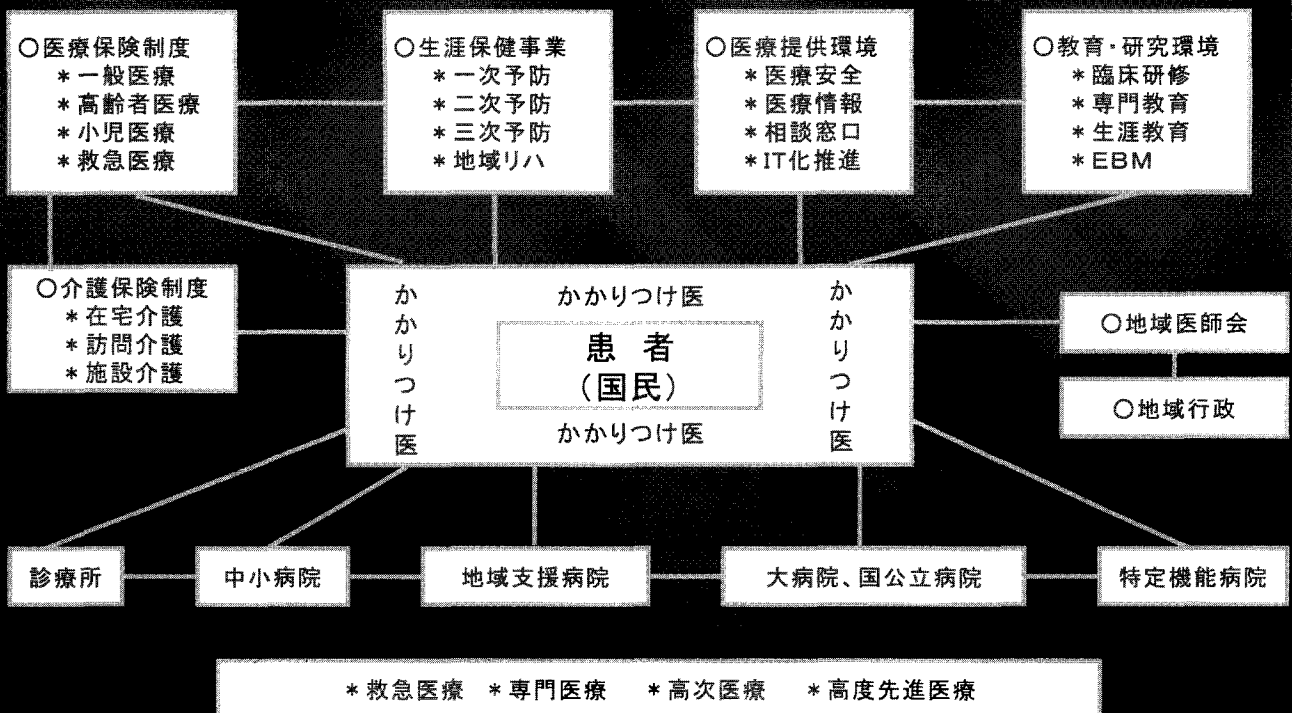 ○医療保険制度
*一般医療
*高齢者医療
*小児医療
*救急医療
○生涯保健事業
*一次予防
*二次予防
*三次予防
*地域リハ
○医療提供環境
*医療安全
*医療情報
*相談窓口
*IT化推進
○教育・研究環境
*臨床研修
*専門教育
*生涯教育
*EBM
○介護保険制度
*在宅介護
*訪問介護
*施設介護
かかりつけ医
かかりつけ医
患者
(国民)
かかりつけ医
かかりつけ医
○地域医師会
○地域行政
診療所
中小病院
地域支援病院
大病院、国公立病院
特定機能病院
*救急医療 *専門医療 *高次医療 *高度先進医療